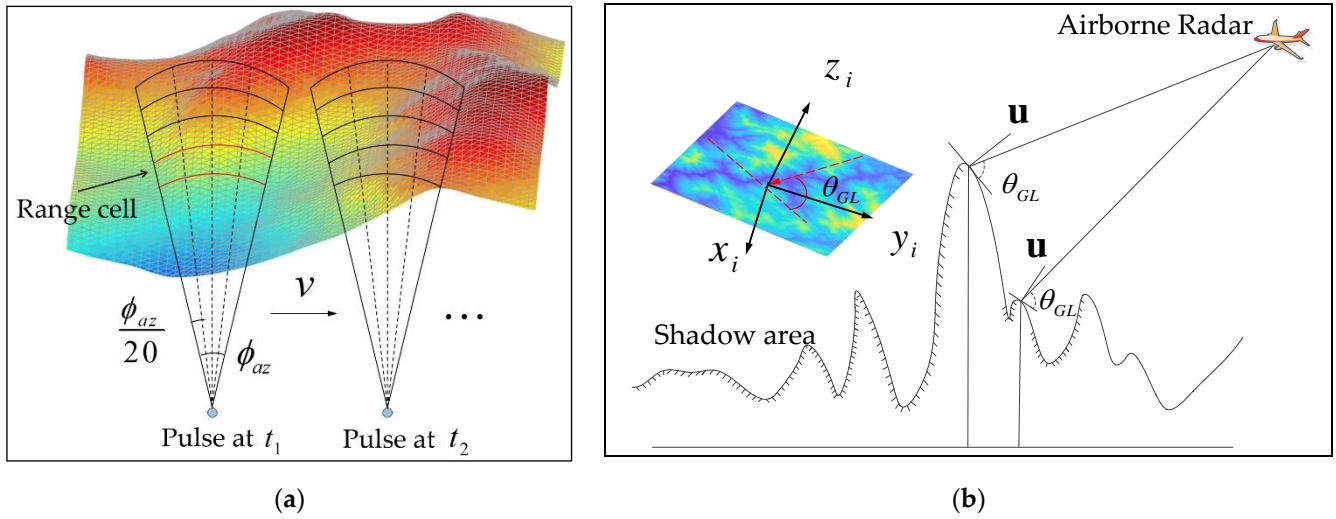 Range cell
ϕ_az / 20
ϕ_az
v
...
Pulse at t_1
Pulse at t_2
(a)
Airborne Radar
z_i
u
θ_GL
θ_GL
x_i
y_i
u
θ_GL
Shadow area
(b)